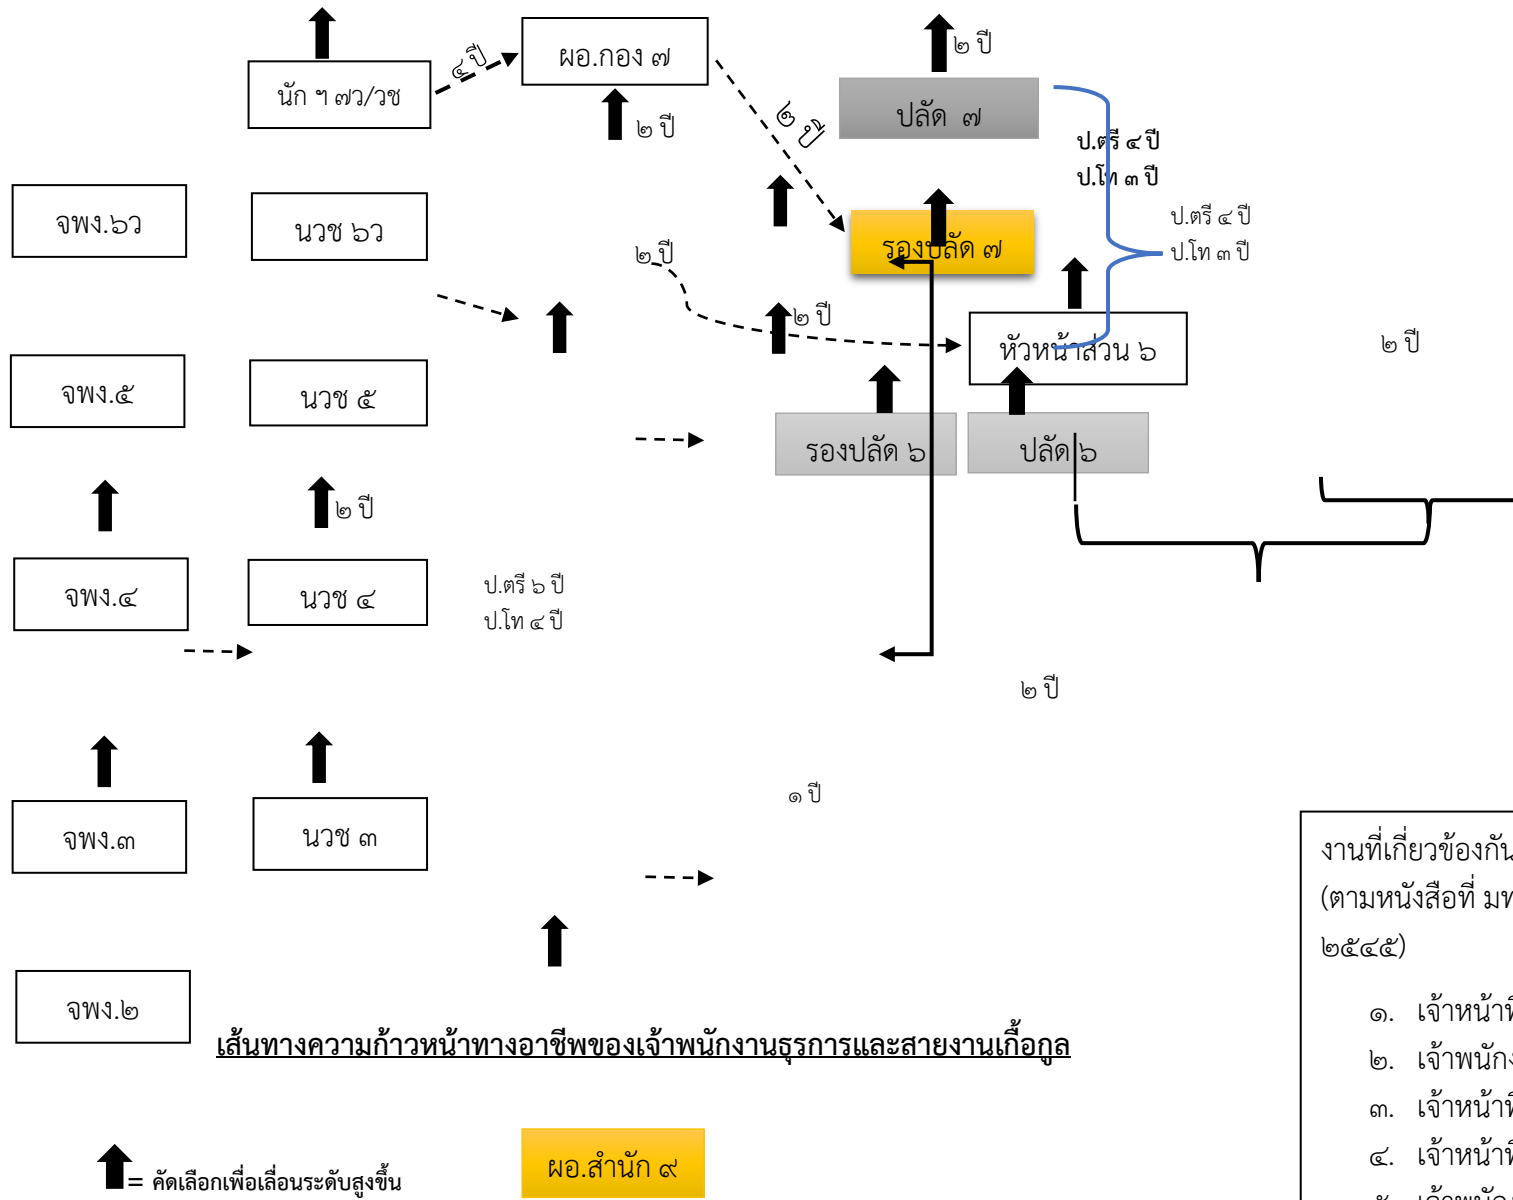 นัก ฯ ๗ว/วช
๔ ปี
ผอ.กอง ๗
๒ ปี
๒ ปี
๒ ปี
ปลัด ๗
ป.ตรี ๔ ปี
ป.โท ๓ ปี
จพง.๖ว
นวช ๖ว
๒ ปี
รองปลัด ๗
ป.ตรี ๔ ปี
ป.โท ๓ ปี
๒ ปี
หัวหน้าส่วน ๖
๒ ปี
จพง.๕
นวช ๕
รองปลัด ๖
ปลัด ๖
๒ ปี
จพง.๔
นวช ๔
ป.ตรี ๖ ปี
ป.โท ๔ ปี
๒ ปี
๑ ปี
จพง.๓
นวช ๓
งานที่เกี่ยวข้องกัน
(ตามหนังสือที่ มท
๒๕๔๕)
๑. เจ้าหน้าที่
๒. เจ้าพนักง
๓. เจ้าหน้าที่
๔. เจ้าหน้าที่
จพง.๒
เส้นทางความก้าวหน้าทางอาชีพของเจ้าพนักงานธุรการและสายงานเกื้อกูล
= คัดเลือกเพื่อเลื่อนระดับสูงขึ้น
ผอ.สำนัก ๙